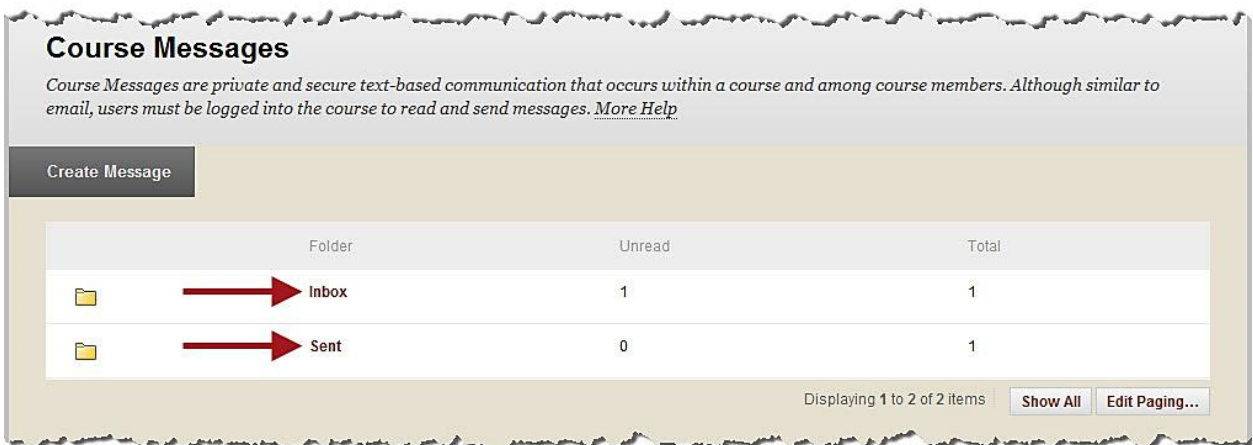 Course Messages
Course Messages are private and secure text-based communication that occurs within a course and among course members. Although similar to
email, users must be logged into the course to read and send messages. More Help
Create Message
Folder Unread Total
Inbox 1 1
Sent 0 1
Displaying 1 to 2 of 2 items Show All Edit Paging...